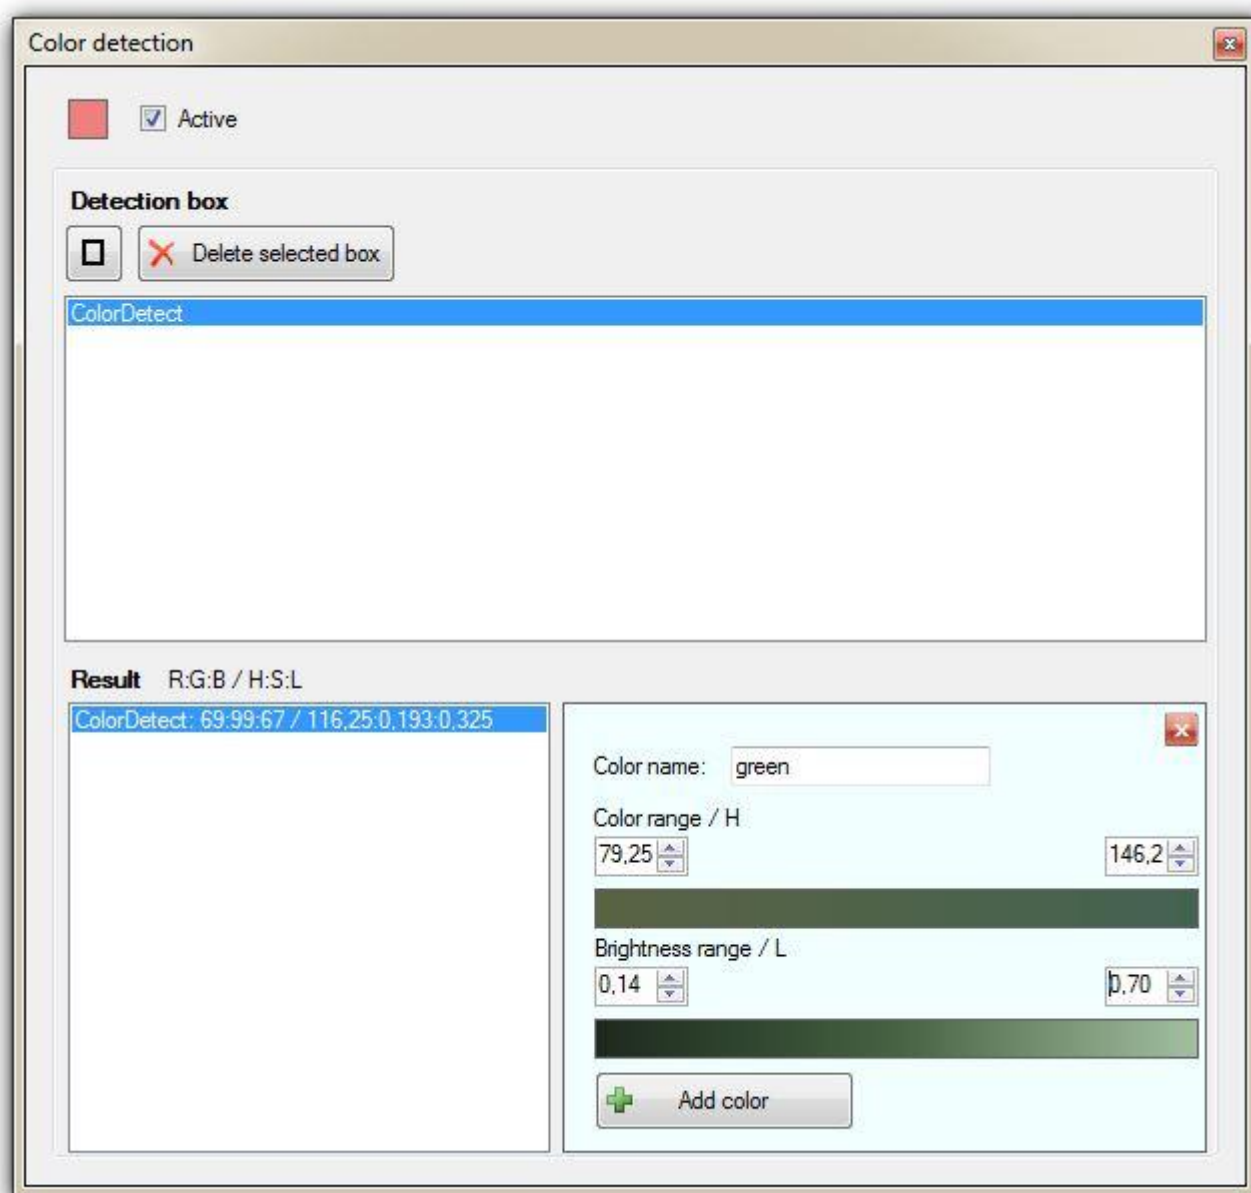 Color detection
Active
Detection box
Delete selected box
ColorDetect
Result R:G:B / H:S:L
ColorDetect: 69:99:67 / 116,25:0,193:0,325
Color name: green
Color range / H
79,25 146,2
Brightness range / L
0,14 0,70
Add color